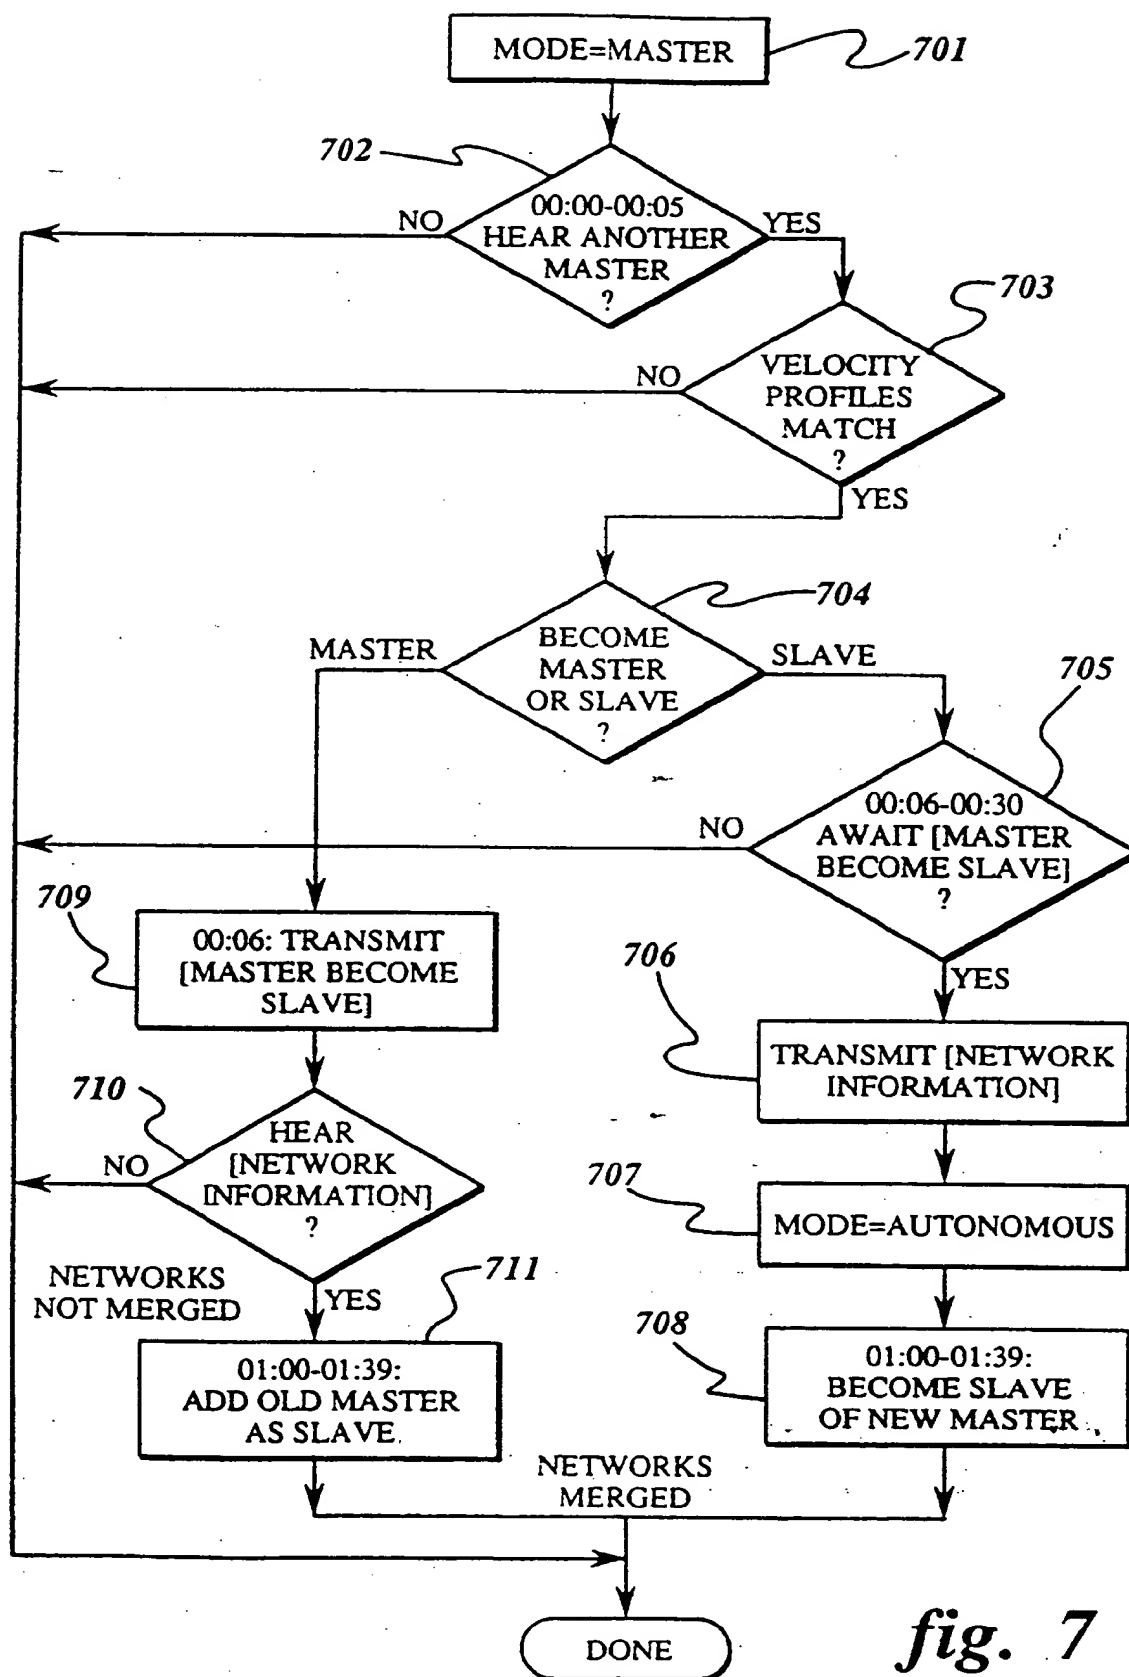 MODE=MASTER
701
702
00:00-00:05
HEAR ANOTHER
MASTER
?
NO
YES
703
VELOCITY
PROFILES
MATCH
?
NO
YES
704
BECOME
MASTER
OR SLAVE
?
MASTER
SLAVE
705
00:06-00:30
AWAIT [MASTER
BECOME SLAVE]
?
NO
YES
709
00:06: TRANSMIT
[MASTER BECOME
SLAVE]
706
TRANSMIT [NETWORK
INFORMATION]
710
HEAR
[NETWORK
INFORMATION]
?
NO
YES
707
MODE=AUTONOMOUS
NETWORKS
NOT MERGED
711
01:00-01:39:
ADD OLD MASTER
AS SLAVE
708
01:00-01:39:
BECOME SLAVE
OF NEW MASTER
NETWORKS
MERGED
DONE
fig. 7